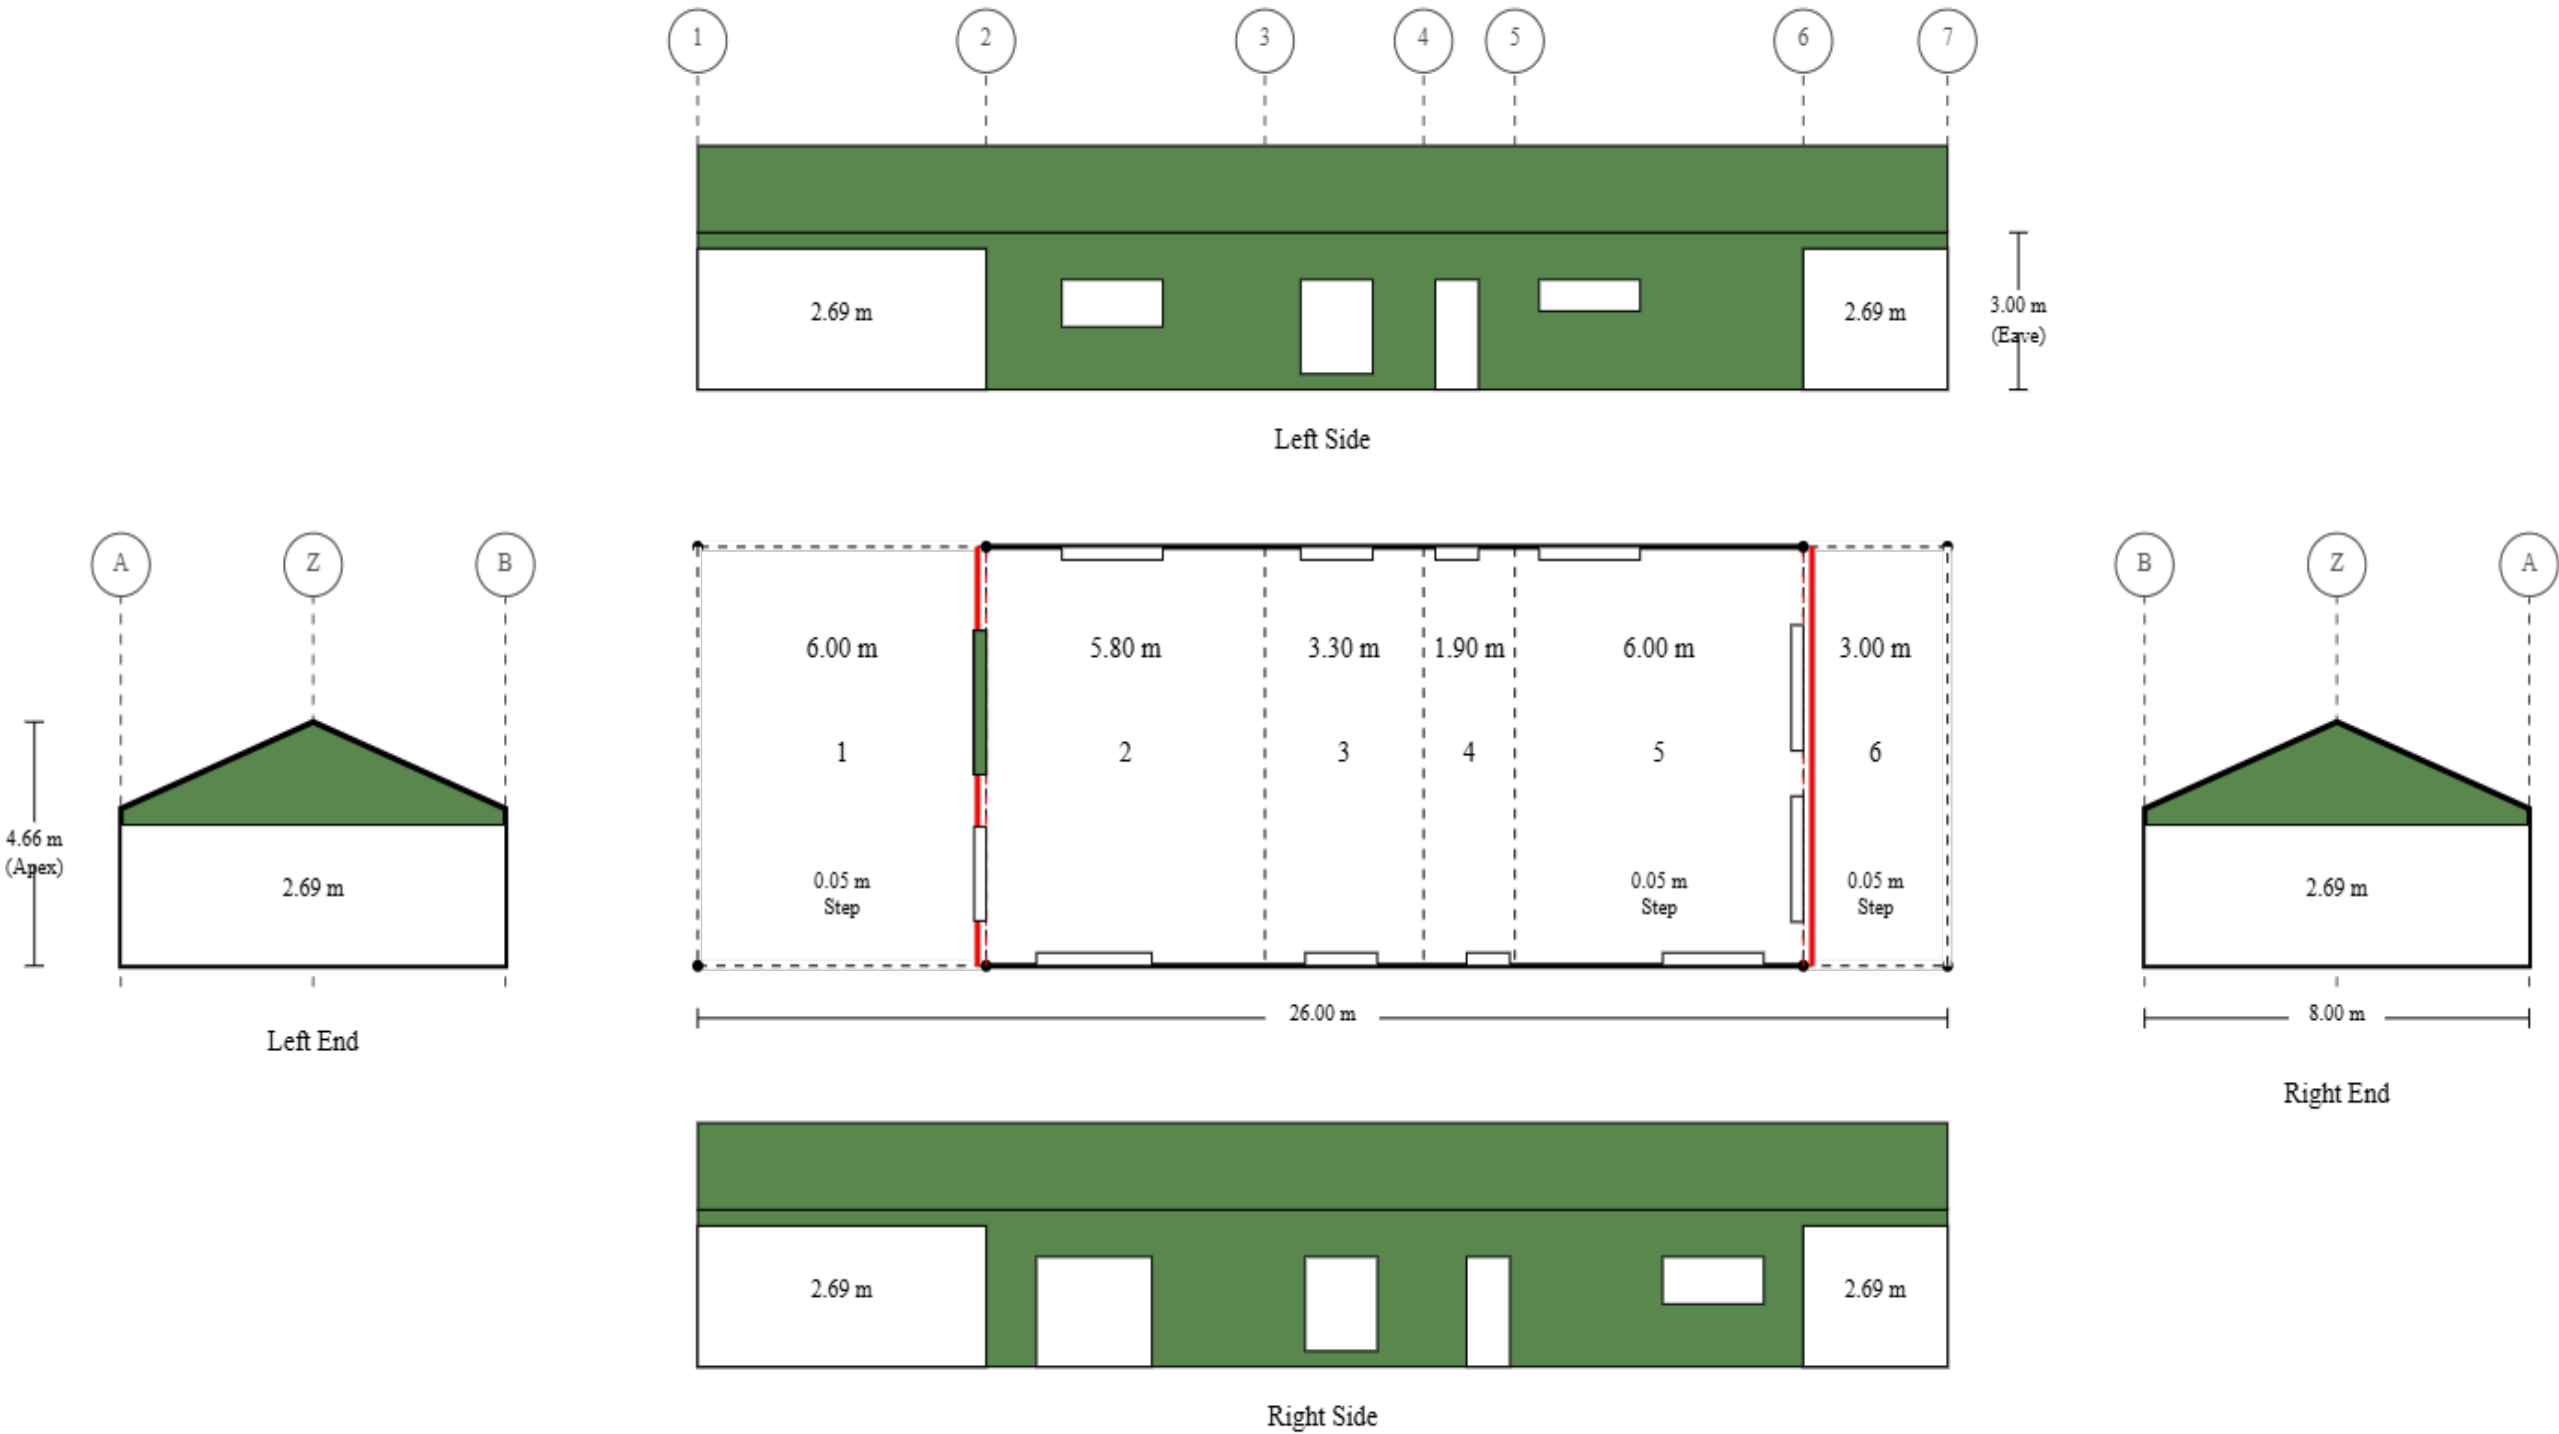 1 2 3 4 5 6 7
2.69 m
2.69 m
3.00 m
(Eave)
Left Side
A Z B
B Z A
6.00 m 5.80 m 3.30 m 1.90 m 6.00 m 3.00 m
1 2 3 4 5 6
4.66 m
(Apex)
2.69 m
0.05 m
Step
0.05 m
Step
0.05 m
Step
2.69 m
26.00 m
8.00 m
Left End
Right End
2.69 m
2.69 m
Right Side